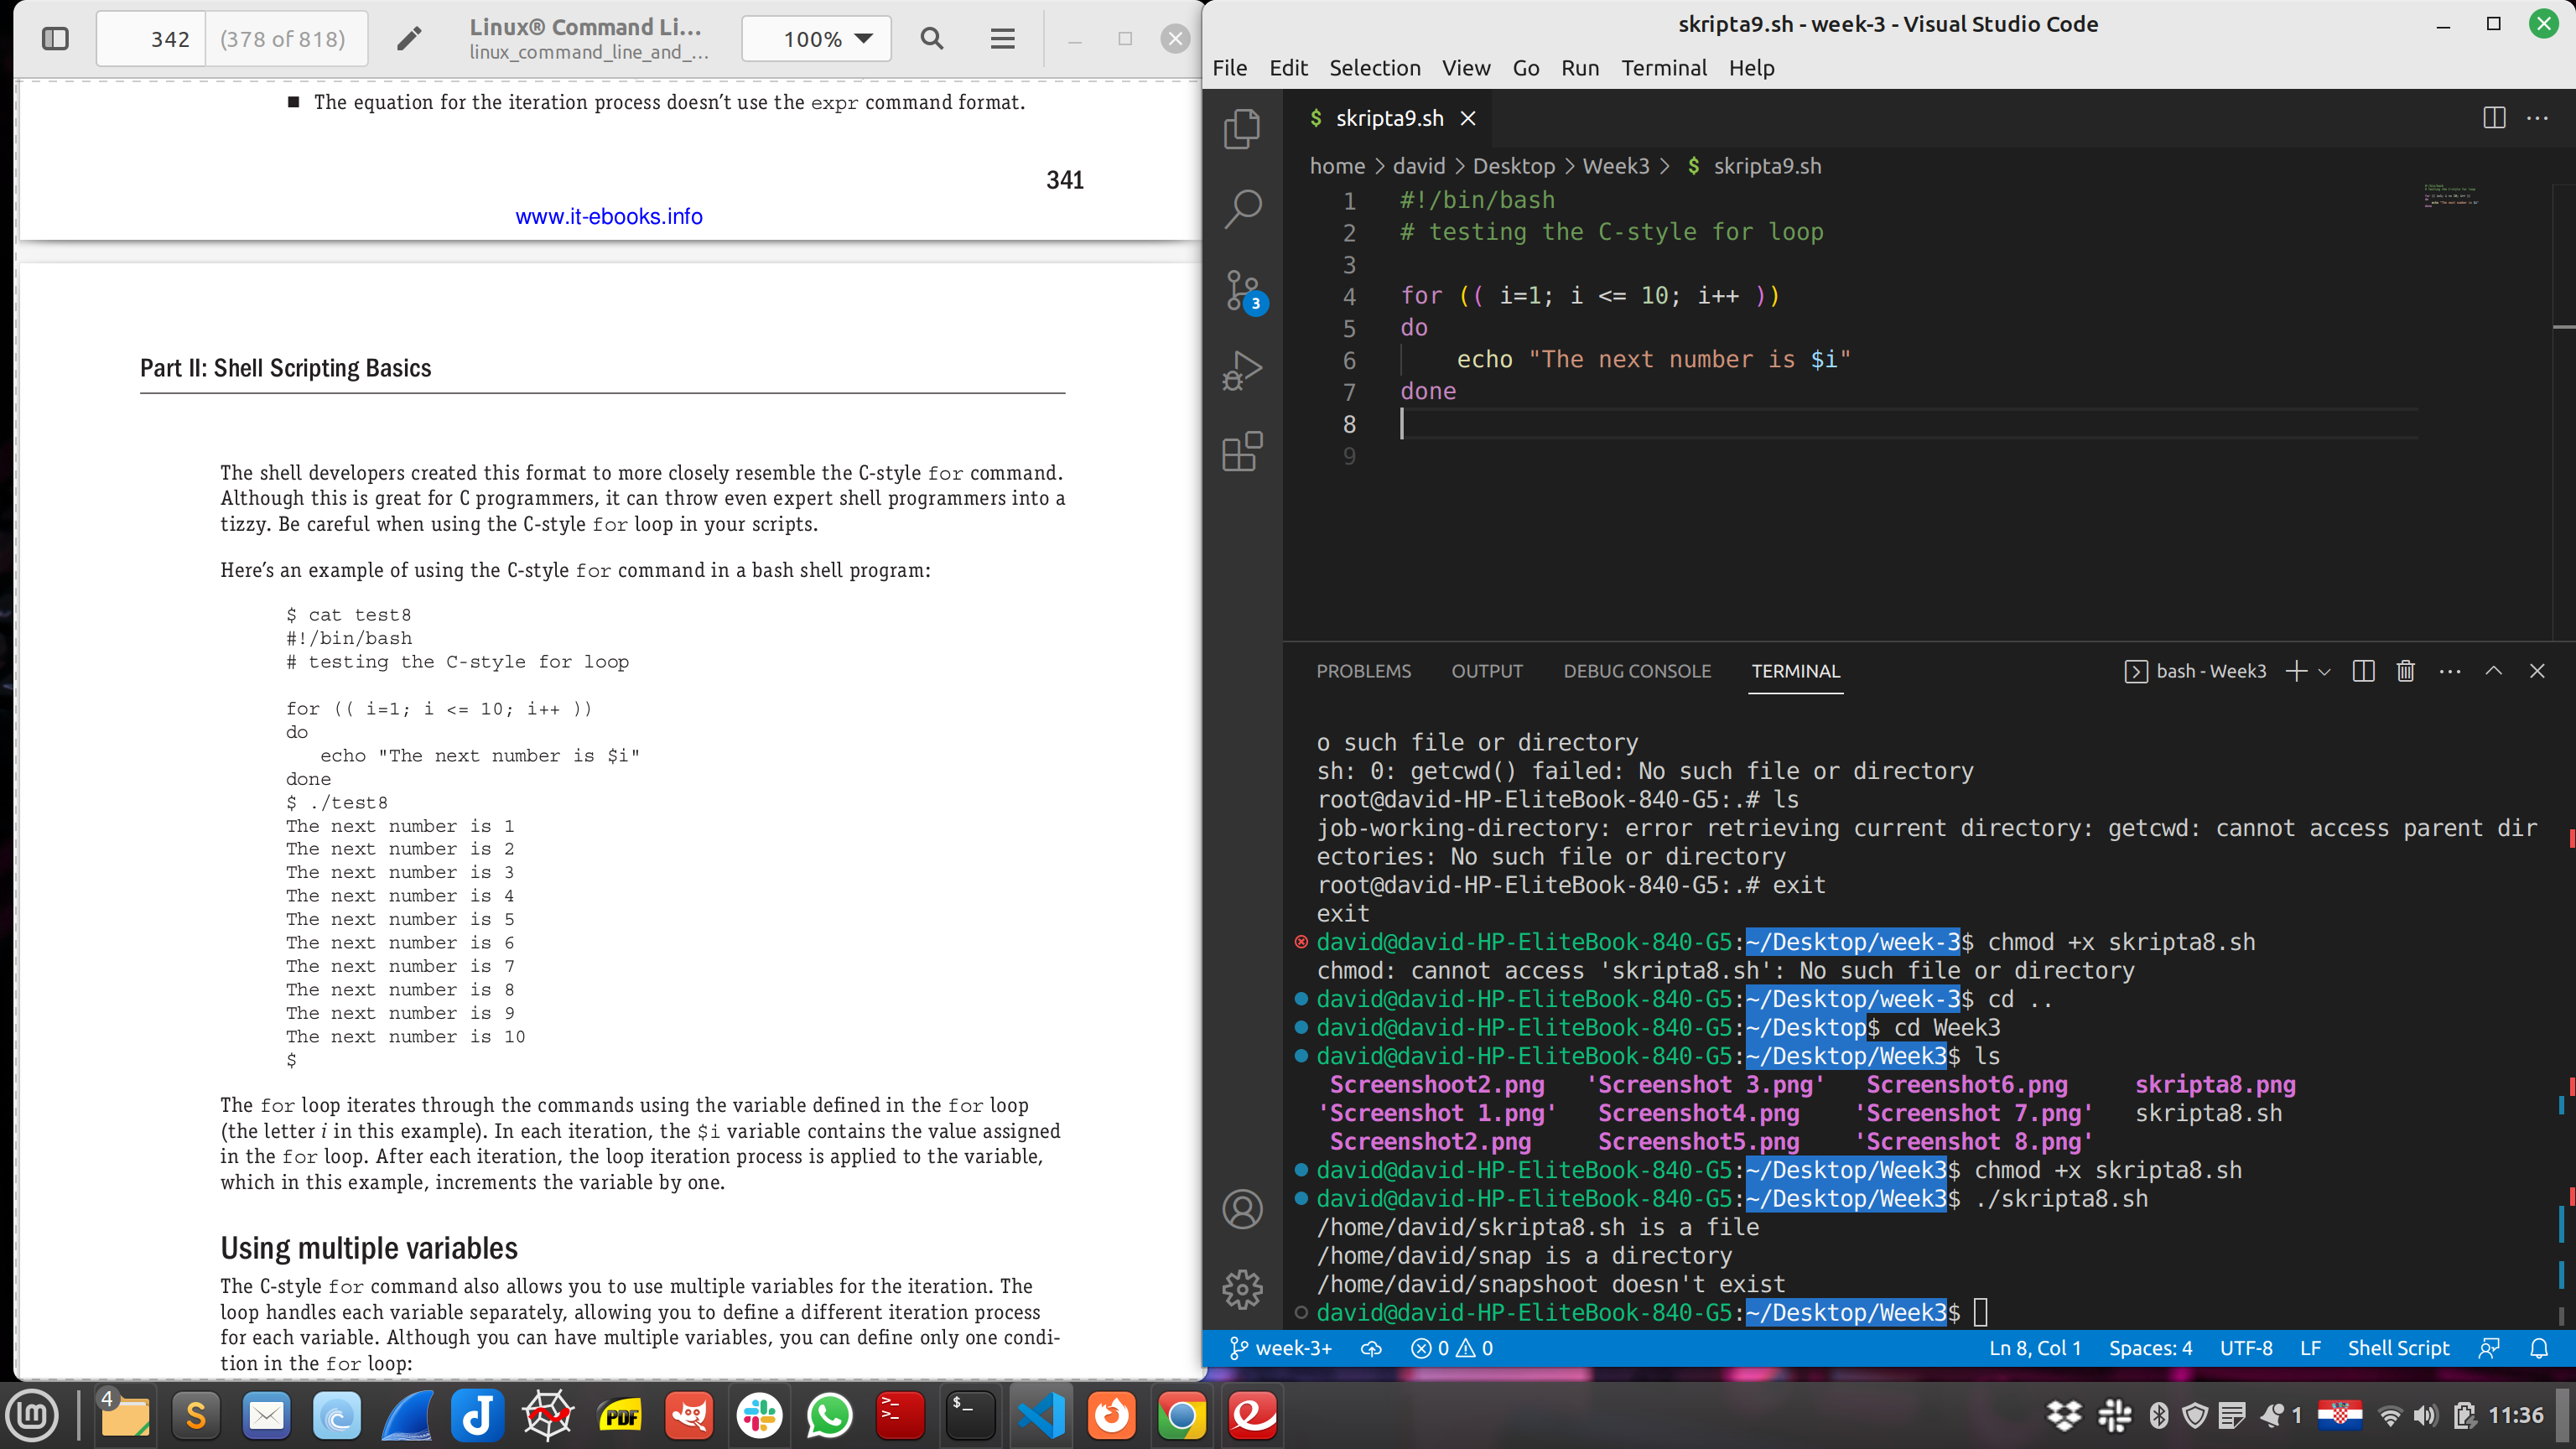 342 (378 of 818)
Linux® Command Li...
linux_command_line_and_...
100%
■ The equation for the iteration process doesn't use the expr command format.
341
www.it-ebooks.info
Part II: Shell Scripting Basics
The shell developers created this format to more closely resemble the C-style for command.
Although this is great for C programmers, it can throw even expert shell programmers into a
tizzy. Be careful when using the C-style for loop in your scripts.
Here's an example of using the C-style for command in a bash shell program:
$ cat test8
#!/bin/bash
# testing the C-style for loop
for (( i=1; i <= 10; i++ ))
do
echo "The next number is $i"
done
$ ./test8
The next number is 1
The next number is 2
The next number is 3
The next number is 4
The next number is 5
The next number is 6
The next number is 7
The next number is 8
The next number is 9
The next number is 10
$
The for loop iterates through the commands using the variable defined in the for loop
(the letter i in this example). In each iteration, the $i variable contains the value assigned
in the for loop. After each iteration, the loop iteration process is applied to the variable,
which in this example, increments the variable by one.
Using multiple variables
The C-style for command also allows you to use multiple variables for the iteration. The
loop handles each variable separately, allowing you to define a different iteration process
for each variable. Although you can have multiple variables, you can define only one condi-
tion in the for loop:
skripta9.sh - week-3 - Visual Studio Code
File Edit Selection View Go Run Terminal Help
$ skripta9.sh
home > david > Desktop > Week3 > $ skripta9.sh
3
1 #!/bin/bash
2 # testing the C-style for loop
3
4 for (( i=1; i <= 10; i++ ))
5 do
6 echo "The next number is $i"
7 done
8
9
PROBLEMS OUTPUT DEBUG CONSOLE TERMINAL
bash - Week3
o such file or directory
sh: 0: getcwd() failed: No such file or directory
root@david-HP-EliteBook-840-G5:.# ls
job-working-directory: error retrieving current directory: getcwd: cannot access parent dir
ectories: No such file or directory
root@david-HP-EliteBook-840-G5:.# exit
exit
david@david-HP-EliteBook-840-G5:~/Desktop/week-3$ chmod +x skripta8.sh
chmod: cannot access 'skripta8.sh': No such file or directory
david@david-HP-EliteBook-840-G5:~/Desktop/week-3$ cd ..
david@david-HP-EliteBook-840-G5:~/Desktop$ cd Week3
david@david-HP-EliteBook-840-G5:~/Desktop/Week3$ ls
Screenshoot2.png 'Screenshot 3.png' Screenshot6.png skripta8.png
'Screenshot 1.png' Screenshot4.png 'Screenshot 7.png' skripta8.sh
Screenshot2.png Screenshot5.png 'Screenshot 8.png'
david@david-HP-EliteBook-840-G5:~/Desktop/Week3$ chmod +x skripta8.sh
david@david-HP-EliteBook-840-G5:~/Desktop/Week3$ ./skripta8.sh
/home/david/skripta8.sh is a file
/home/david/snap is a directory
/home/david/snapshoot doesn't exist
david@david-HP-EliteBook-840-G5:~/Desktop/Week3$
week-3+ 0 0 Ln 8, Col 1 Spaces: 4 UTF-8 LF Shell Script
4 S PDF $_ 1 11:36